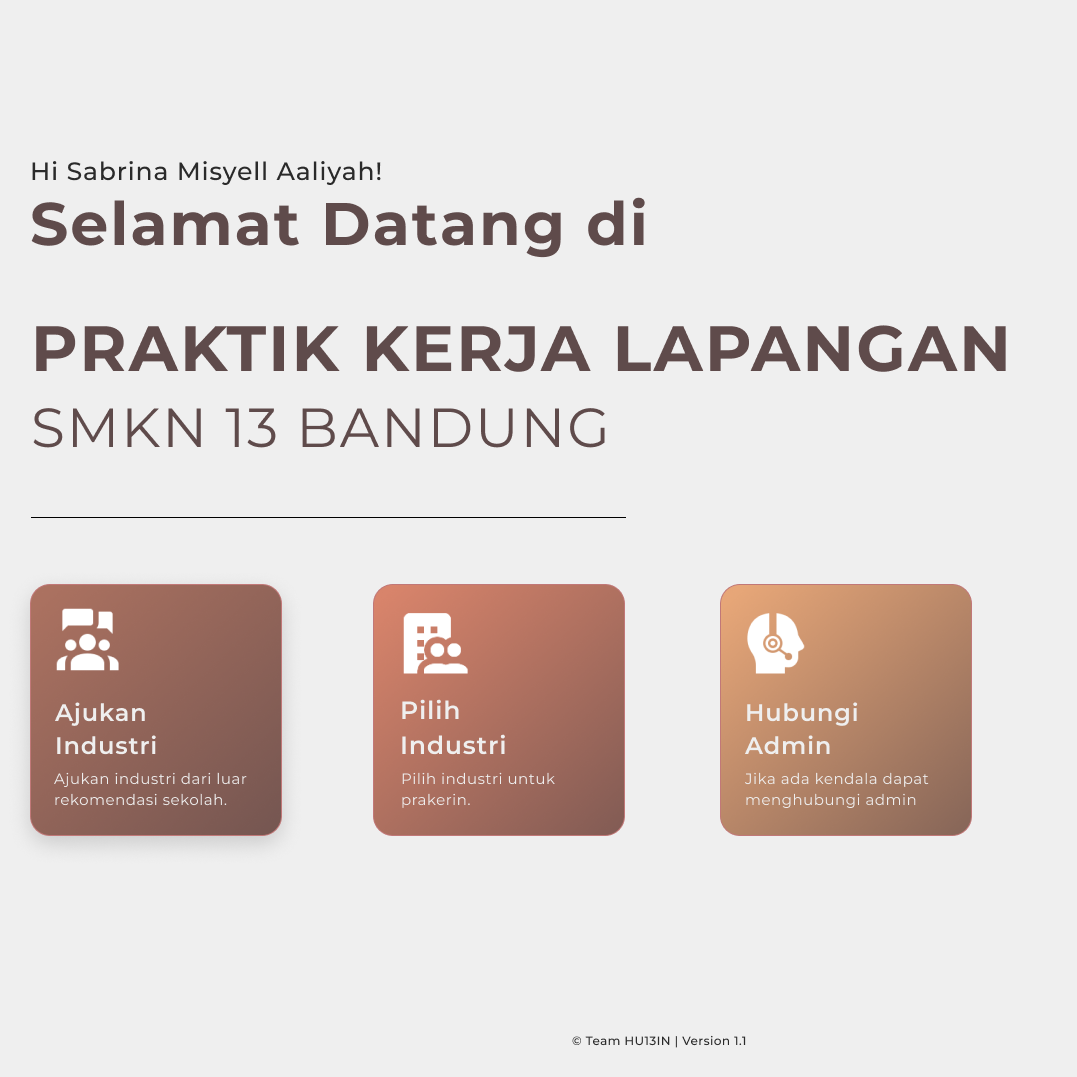 Hi Sabrina Misyell Aaliyah!
Selamat Datang di
PRAKTIK KERJA LAPANGAN
SMKN 13 BANDUNG
Ajukan
Industri
Ajukan industri dari luar
rekomendasi sekolah.
Pilih
Industri
Pilih industri untuk
prakerin.
Hubungi
Admin
Jika ada kendala dapat
menghubungi admin
© Team HU13IN | Version 1.1